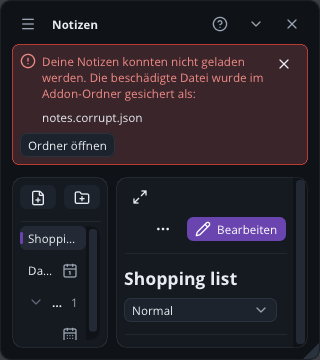 Notizen
Deine Notizen konnten nicht geladen
werden. Die beschädigte Datei wurde im
Addon-Ordner gesichert als:
notes.corrupt.json
Ordner öffnen
Shoppi...
Da...
... 1
... Bearbeiten
Shopping list
Normal